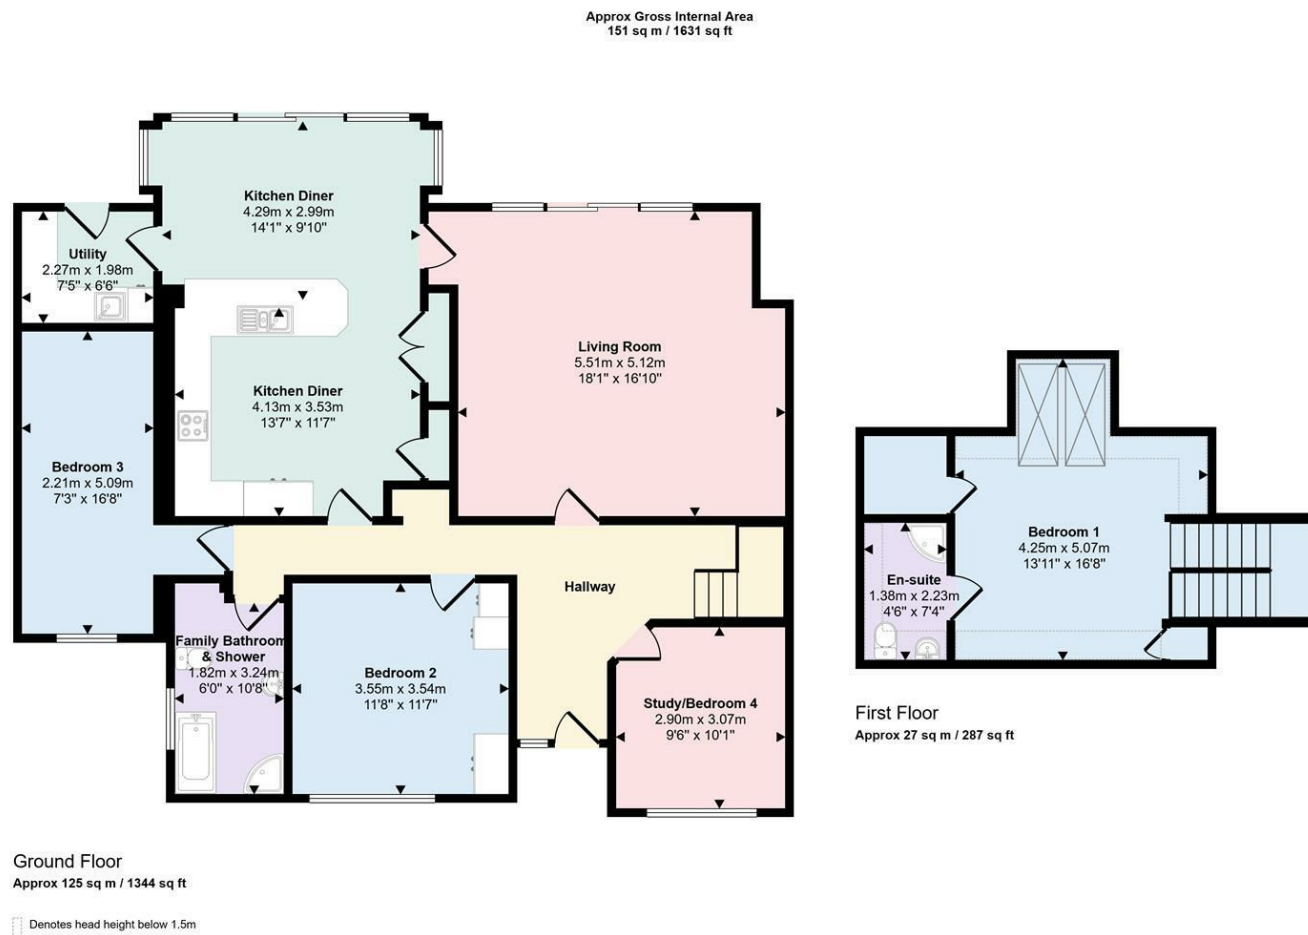 Approx Gross Internal Area
151 sq m / 1631 sq ft
Kitchen Diner
4.29m x 2.99m
14'1" x 9'10"
Utility
2.27m x 1.98m
7'5" x 6'6"
Living Room
5.51m x 5.12m
18'1" x 16'10"
Kitchen Diner
4.13m x 3.53m
13'7" x 11'7"
Bedroom 3
2.21m x 5.09m
7'3" x 16'8"
Hallway
Family Bathroom
& Shower
1.82m x 3.24m
6'0" x 10'8"
Bedroom 2
3.55m x 3.54m
11'8" x 11'7"
Study/Bedroom 4
2.90m x 3.07m
9'6" x 10'1"
Bedroom 1
4.25m x 5.07m
13'11" x 16'8"
En-suite
1.38m x 2.23m
4'6" x 7'4"
First Floor
Approx 27 sq m / 287 sq ft
Ground Floor
Approx 125 sq m / 1344 sq ft
Denotes head height below 1.5m